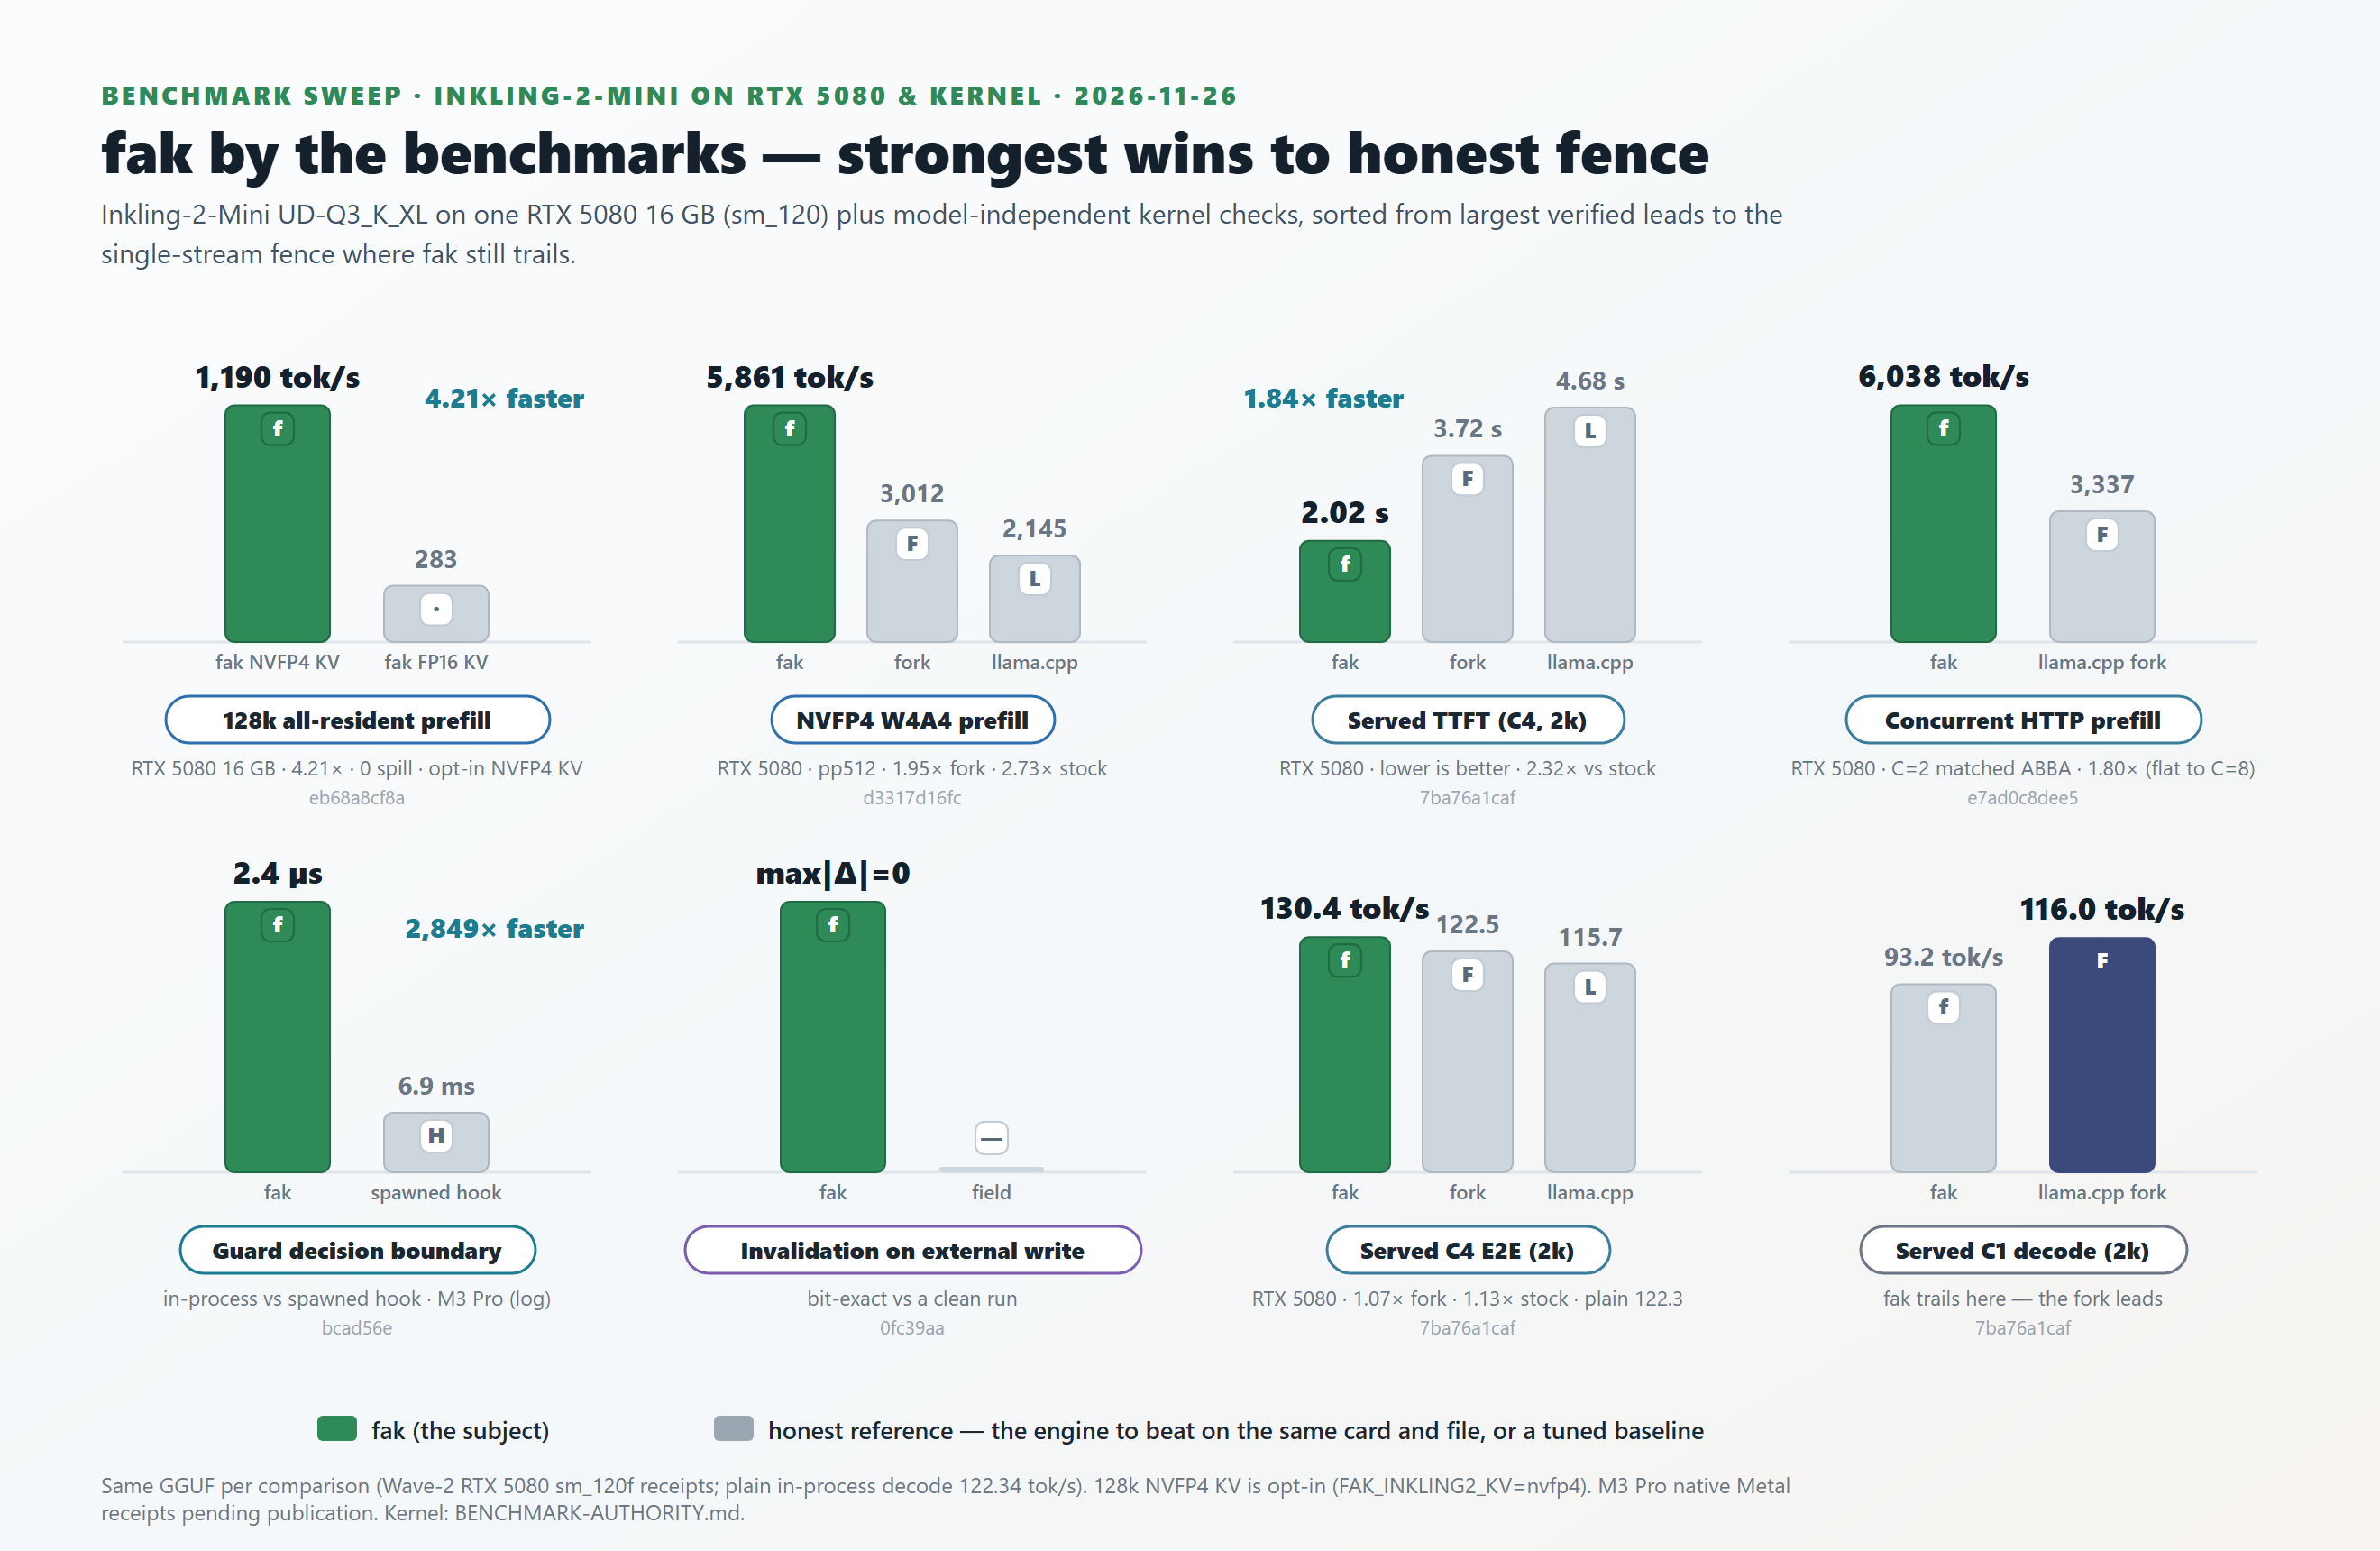 BENCHMARK SWEEP · INKLING-2-MINI ON RTX 5080 & KERNEL · 2026-11-26
fak by the benchmarks — strongest wins to honest fence
Inkling-2-Mini UD-Q3_K_XL on one RTX 5080 16 GB (sm_120) plus model-independent kernel checks, sorted from largest verified leads to the
single-stream fence where fak still trails.
1,190 tok/s
4.21× faster
f
283
·
fak NVFP4 KV
fak FP16 KV
128k all-resident prefill
RTX 5080 16 GB · 4.21× · 0 spill · opt-in NVFP4 KV
eb68a8cf8a
5,861 tok/s
f
3,012
F
2,145
L
fak
fork
llama.cpp
NVFP4 W4A4 prefill
RTX 5080 · pp512 · 1.95× fork · 2.73× stock
d3317d16fc
1.84× faster
2.02 s
f
3.72 s
F
4.68 s
L
fak
fork
llama.cpp
Served TTFT (C4, 2k)
RTX 5080 · lower is better · 2.32× vs stock
7ba76a1caf
6,038 tok/s
f
3,337
F
fak
llama.cpp fork
Concurrent HTTP prefill
RTX 5080 · C=2 matched ABBA · 1.80× (flat to C=8)
e7ad0c8dee5
2.4 µs
f
2,849× faster
6.9 ms
H
fak
spawned hook
Guard decision boundary
in-process vs spawned hook · M3 Pro (log)
bcad56e
max|Δ|=0
f
—
fak
field
Invalidation on external write
bit-exact vs a clean run
0fc39aa
130.4 tok/s
f
122.5
F
115.7
L
fak
fork
llama.cpp
Served C4 E2E (2k)
RTX 5080 · 1.07× fork · 1.13× stock · plain 122.3
7ba76a1caf
93.2 tok/s
f
116.0 tok/s
F
fak
llama.cpp fork
Served C1 decode (2k)
fak trails here — the fork leads
7ba76a1caf
fak (the subject)
honest reference — the engine to beat on the same card and file, or a tuned baseline
Same GGUF per comparison (Wave-2 RTX 5080 sm_120f receipts; plain in-process decode 122.34 tok/s). 128k NVFP4 KV is opt-in (FAK_INKLING2_KV=nvfp4). M3 Pro native Metal
receipts pending publication. Kernel: BENCHMARK-AUTHORITY.md.